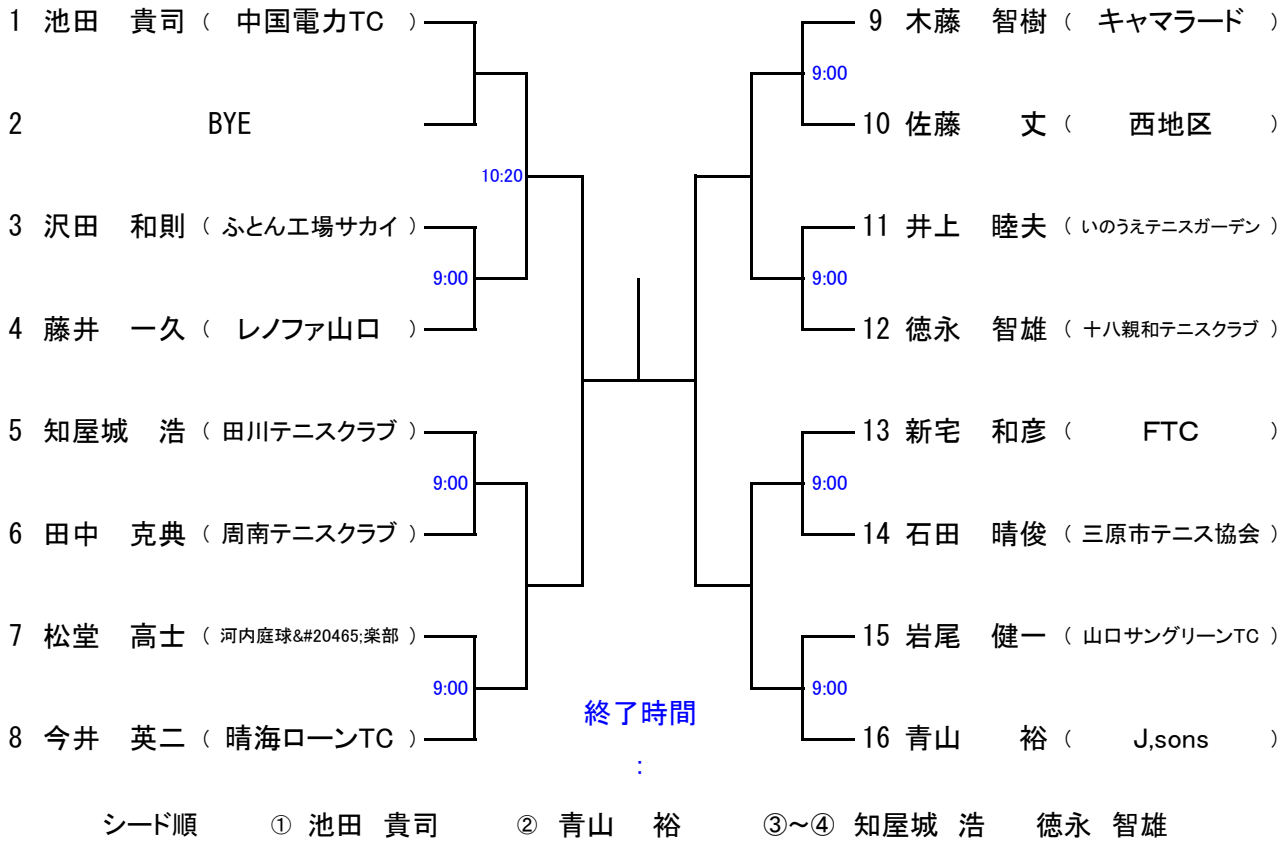 1 池田 貴司 ( 中国電力TC )
2 BYE
10:20
3 沢田 和則 ( ふとん工場サカイ )
9:00
4 藤井 一久 ( レノファ山口 )
5 知屋城 浩 ( 田川テニスクラブ )
9:00
6 田中 克典 ( 周南テニスクラブ )
7 松堂 高士 ( 河内庭球&#20465;楽部 )
9:00
8 今井 英二 ( 晴海ローンTC )
9 木藤 智樹 ( キャマラード )
9:00
10 佐藤 丈 ( 西地区 )
11 井上 睦夫 ( いのうえテニスガーデン )
9:00
12 徳永 智雄 ( 十八親和テニスクラブ )
13 新宅 和彦 ( FTC )
9:00
14 石田 晴俊 ( 三原市テニス協会 )
15 岩尾 健一 ( 山口サングリーンTC )
9:00
16 青山 裕 ( J,sons )
終了時間
:
シード順 ① 池田 貴司 ② 青山 裕 ③~④ 知屋城 浩 徳永 智雄